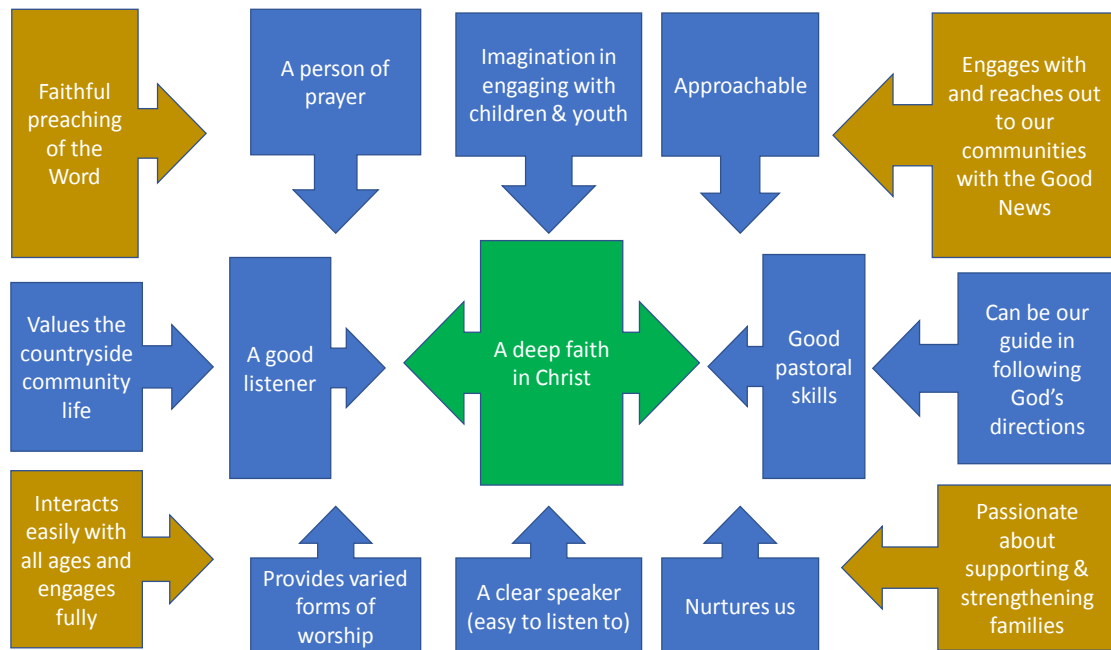 Faithful
preaching
of the
Word
A person of
prayer
Imagination in
engaging with
children & youth
Approachable
Engages with
and reaches out
to our
communities
with the Good
News
Values the
countryside
community
life
A good
listener
A deep faith
in Christ
Good
pastoral
skills
Can be our
guide in
following
God’s
directions
Interacts
easily with
all ages and
engages
fully
Provides varied
forms of
worship
A clear speaker
(easy to listen to)
Nurtures us
Passionate
about
supporting &
strengthening
families